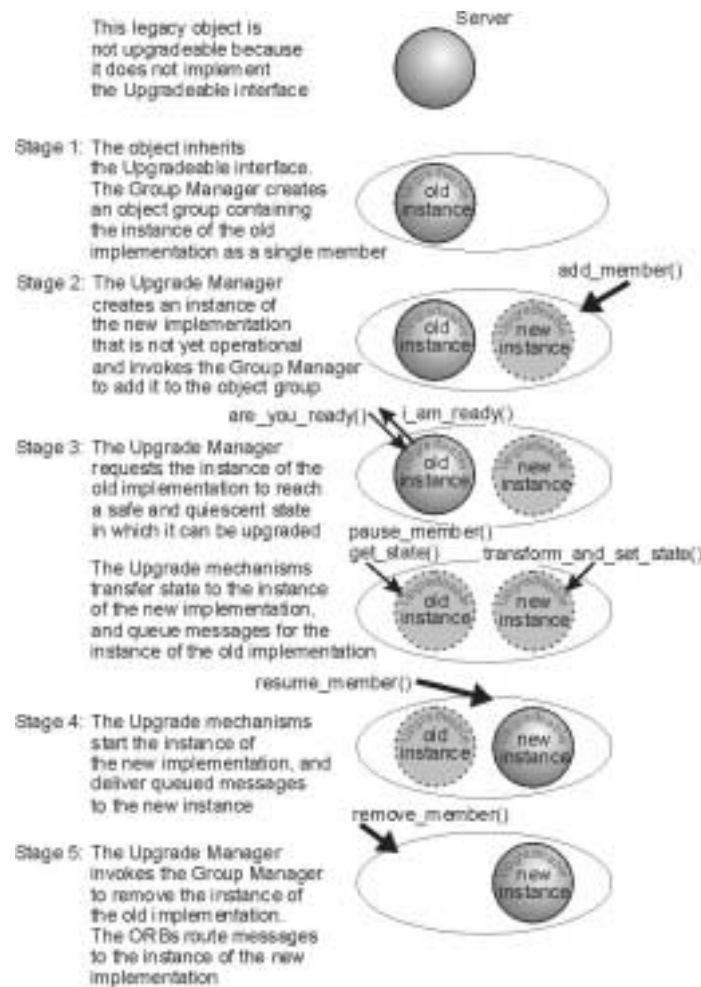 Server
This legacy object is
not upgradeable because
it does not implement
the Upgradeable interface
Stage 1: The object inherits
the Upgradeable interface.
The Group Manager creates
an object group containing
the instance of the old
implementation as a single member
old
instance
Stage 2: The Upgrade Manager
creates an instance of
the new implementation
that is not yet operational
and invokes the Group Manager
to add it to the object group
add_member()
old
instance
new
instance
are_you_ready()
i_am_ready()
Stage 3: The Upgrade Manager
requests the instance of the
old implementation to reach
a safe and quiescent state
in which it can be upgraded
old
instance
new
instance
pause_member()
get_state()
transform_and_set_state()
The Upgrade mechanisms
transfer state to the instance
of the new implementation,
and queue messages for the
instance of the old implementation
old
instance
new
instance
resume_member()
Stage 4: The Upgrade mechanisms
start the instance of
the new implementation, and
deliver queued messages
to the new instance
old
instance
new
instance
remove_member()
Stage 5: The Upgrade Manager
invokes the Group Manager
to remove the instance of
the old implementation.
The ORBs route messages
to the instance of the new
implementation
new
instance